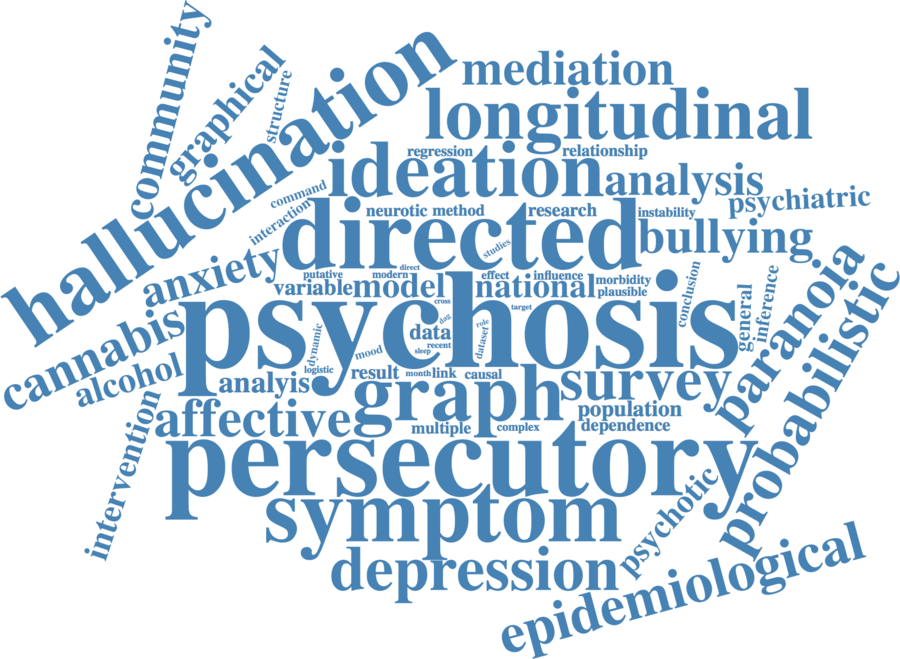 community
graphical
structure
hallucination
mediation
longitudinal
regression
relationship
ideation
analysis
psychiatric
command
interaction
neurotic
method
research
instability
directed
studies
bullying
anxiety
putative
modern
direct
effect
influence
morbidity
variable
model
national
plausible
conclusion
general
inference
paranoia
probabilistic
psychosis
cross
target
dag
role
data
recent
sleep
dataset
dynamic
mood
logistic
cannabis
alcohol
analyis
result
month
link
causal
graph
survey
affective
multiple
complex
population
dependence
intervention
persecutory
symptom
psychotic
depression
epidemiological